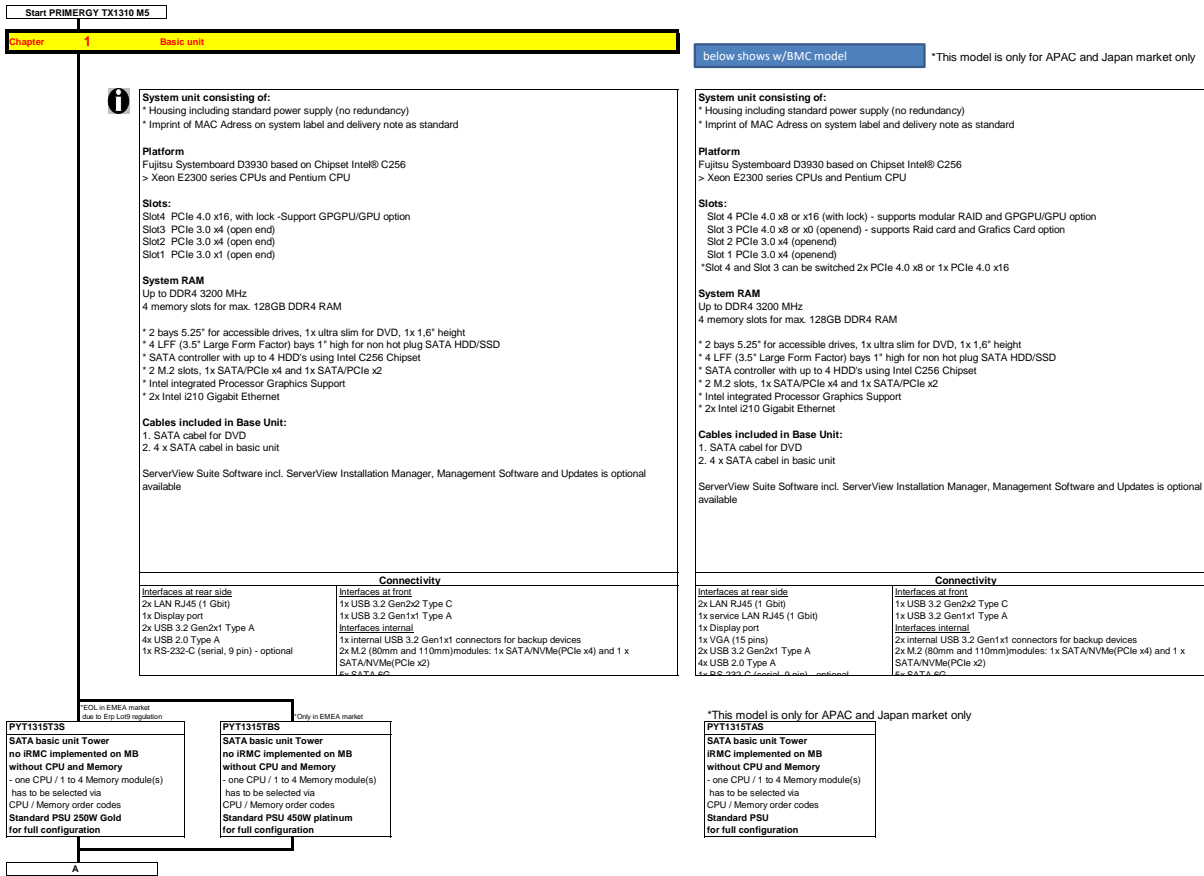 Start PRIMERGY TX1310 M5
Chapter 1 Basic unit
below shows w/BMC model
*This model is only for APAC and Japan market only
System unit consisting of:
* Housing including standard power supply (no redundancy)
* Imprint of MAC Adress on system label and delivery note as standard
Platform
Fujitsu Systemboard D3930 based on Chipset Intel® C256
> Xeon E2300 series CPUs and Pentium CPU
Slots:
Slot4 PCIe 4.0 x16, with lock -Support GPGPU/GPU option
Slot3 PCIe 3.0 x4 (open end)
Slot2 PCIe 3.0 x4 (open end)
Slot1 PCIe 3.0 x1 (open end)
System RAM
Up to DDR4 3200 MHz
4 memory slots for max. 128GB DDR4 RAM
* 2 bays 5.25" for accessible drives, 1x ultra slim for DVD, 1x 1,6" height
* 4 LFF (3.5" Large Form Factor) bays 1" high for non hot plug SATA HDD/SSD
* SATA controller with up to 4 HDD's using Intel C256 Chipset
* 2 M.2 slots, 1x SATA/PCIe x4 and 1x SATA/PCIe x2
* Intel integrated Processor Graphics Support
* 2x Intel i210 Gigabit Ethernet
Cables included in Base Unit:
1. SATA cabel for DVD
2. 4 x SATA cabel in basic unit
ServerView Suite Software incl. ServerView Installation Manager, Management Software and Updates is optional
available
Connectivity
Interfaces at rear side
2x LAN RJ45 (1 Gbit)
1x Display port
2x USB 3.2 Gen2x1 Type A
4x USB 2.0 Type A
1x RS-232-C (serial, 9 pin) - optional
Interfaces at front
1x USB 3.2 Gen2x2 Type C
1x USB 3.2 Gen1x1 Type A
Interfaces internal
1x internal USB 3.2 Gen1x1 connectors for backup devices
2x M.2 (80mm and 110mm)modules: 1x SATA/NVMe(PCIe x4) and 1 x
SATA/NVMe(PCIe x2)
5x SATA 6G
System unit consisting of:
* Housing including standard power supply (no redundancy)
* Imprint of MAC Adress on system label and delivery note as standard
Platform
Fujitsu Systemboard D3930 based on Chipset Intel® C256
> Xeon E2300 series CPUs and Pentium CPU
Slots:
Slot 4 PCIe 4.0 x8 or x16 (with lock) - supports modular RAID and GPGPU/GPU option
Slot 3 PCIe 4.0 x8 or x0 (openend) - supports Raid card and Grafics Card option
Slot 2 PCIe 3.0 x4 (openend)
Slot 1 PCIe 3.0 x4 (openend)
*Slot 4 and Slot 3 can be switched 2x PCIe 4.0 x8 or 1x PCIe 4.0 x16
System RAM
Up to DDR4 3200 MHz
4 memory slots for max. 128GB DDR4 RAM
* 2 bays 5.25" for accessible drives, 1x ultra slim for DVD, 1x 1,6" height
* 4 LFF (3.5" Large Form Factor) bays 1" high for non hot plug SATA HDD/SSD
* SATA controller with up to 4 HDD's using Intel C256 Chipset
* 2 M.2 slots, 1x SATA/PCIe x4 and 1x SATA/PCIe x2
* Intel integrated Processor Graphics Support
* 2x Intel i210 Gigabit Ethernet
Cables included in Base Unit:
1. SATA cabel for DVD
2. 4 x SATA cabel in basic unit
ServerView Suite Software incl. ServerView Installation Manager, Management Software and Updates is optional
available
Connectivity
Interfaces at rear side
2x LAN RJ45 (1 Gbit)
1x service LAN RJ45 (1 Gbit)
1x Display port
1x VGA (15 pins)
2x USB 3.2 Gen2x1 Type A
4x USB 2.0 Type A
1x RS-232-C (serial, 9 pin) - optional
Interfaces at front
1x USB 3.2 Gen2x2 Type C
1x USB 3.2 Gen1x1 Type A
Interfaces internal
2x internal USB 3.2 Gen1x1 connectors for backup devices
2x M.2 (80mm and 110mm)modules: 1x SATA/NVMe(PCIe x4) and 1 x
SATA/NVMe(PCIe x2)
5x SATA 6G
*EOL in EMEA market
due to Erp Lot9 regulation
PYT1315T3S
SATA basic unit Tower
no iRMC implemented on MB
without CPU and Memory
- one CPU / 1 to 4 Memory module(s)
has to be selected via
CPU / Memory order codes
Standard PSU 250W Gold
for full configuration
*Only in EMEA market
PYT1315TBS
SATA basic unit Tower
no iRMC implemented on MB
without CPU and Memory
- one CPU / 1 to 4 Memory module(s)
has to be selected via
CPU / Memory order codes
Standard PSU 450W platinum
for full configuration
*This model is only for APAC and Japan market only
PYT1315TAS
SATA basic unit Tower
iRMC implemented on MB
without CPU and Memory
- one CPU / 1 to 4 Memory module(s)
has to be selected via
CPU / Memory order codes
Standard PSU
for full configuration
A